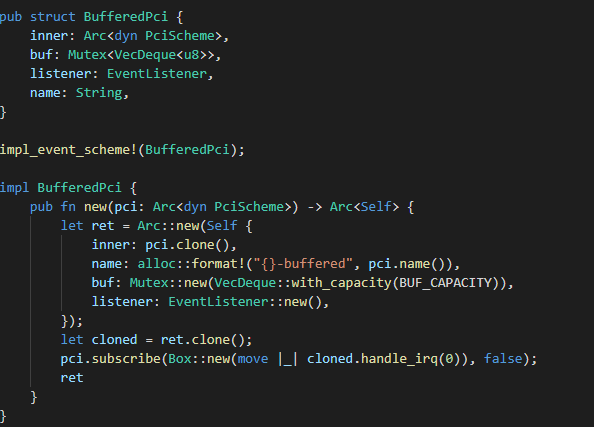 pub struct BufferedPci {
    inner: Arc<dyn PciScheme>,
    buf: Mutex<VecDeque<u8>>,
    listener: EventListener,
    name: String,
}

impl_event_scheme!(BufferedPci);

impl BufferedPci {
    pub fn new(pci: Arc<dyn PciScheme>) -> Arc<Self> {
        let ret = Arc::new(Self {
            inner: pci.clone(),
            name: alloc::format!("{}-buffered", pci.name()),
            buf: Mutex::new(VecDeque::with_capacity(BUF_CAPACITY)),
            listener: EventListener::new(),
        });
        let cloned = ret.clone();
        pci.subscribe(Box::new(move |_| cloned.handle_irq(0)), false);
        ret
    }
}